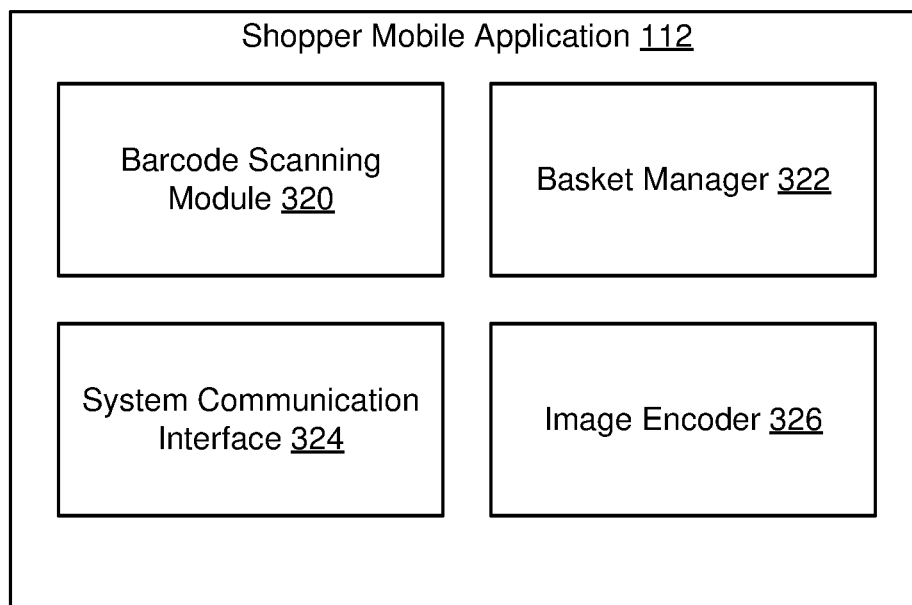 Shopper Mobile Application 112
Barcode Scanning
Module 320
Basket Manager 322
System Communication
Interface 324
Image Encoder 326